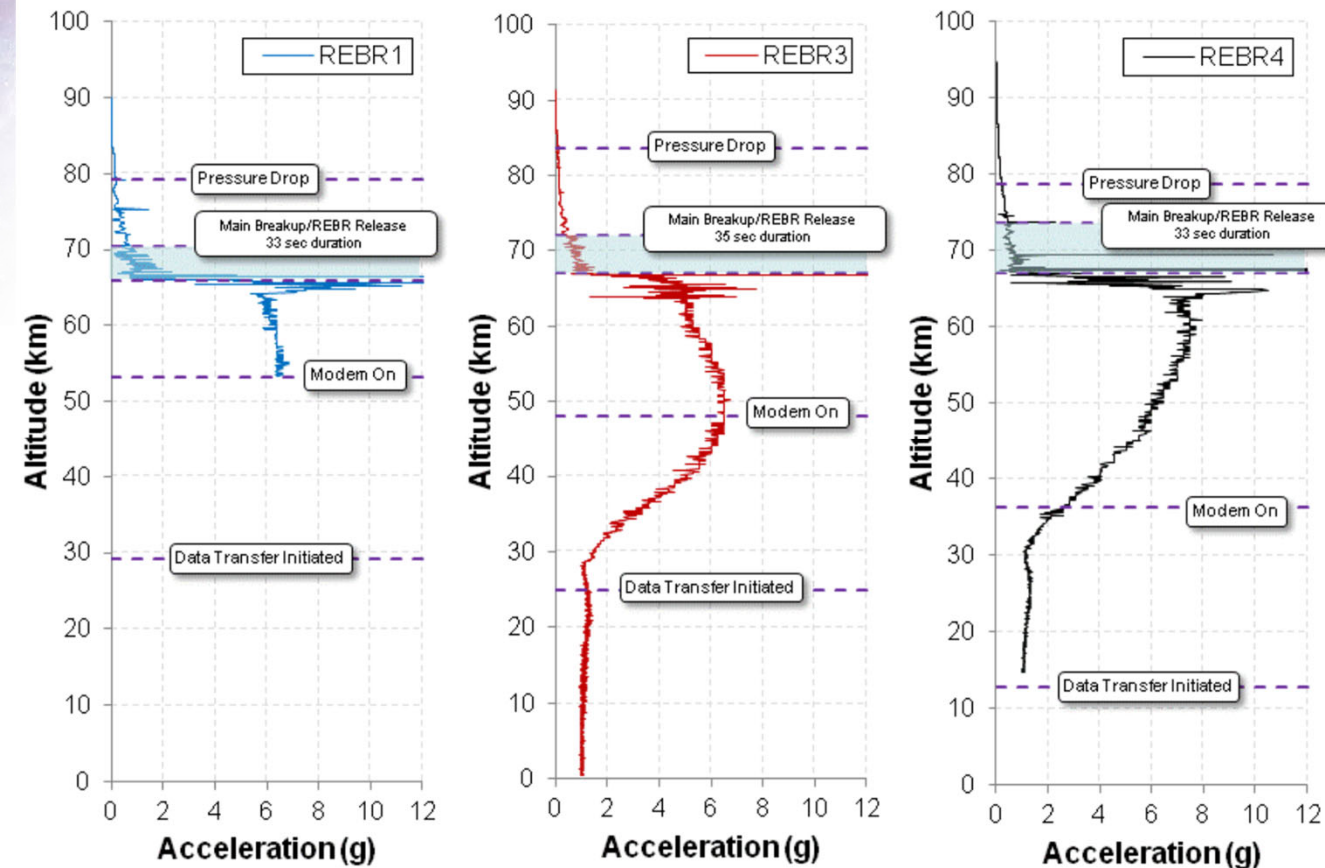 REBR1
Altitude (km)
100
90
80
70
60
50
40
30
20
10
0
Pressure Drop
Main Breakup/REBR Release
33 sec duration
Modem On
Data Transfer Initiated
0 2 4 6 8 10 12
Acceleration (g)
REBR3
Altitude (km)
100
90
80
70
60
50
40
30
20
10
0
Pressure Drop
Main Breakup/REBR Release
35 sec duration
Modem On
Data Transfer Initiated
0 2 4 6 8 10 12
Acceleration (g)
REBR4
Altitude (km)
100
90
80
70
60
50
40
30
20
10
0
Pressure Drop
Main Breakup/REBR Release
33 sec duration
Modem On
Data Transfer Initiated
0 2 4 6 8 10 12
Acceleration (g)